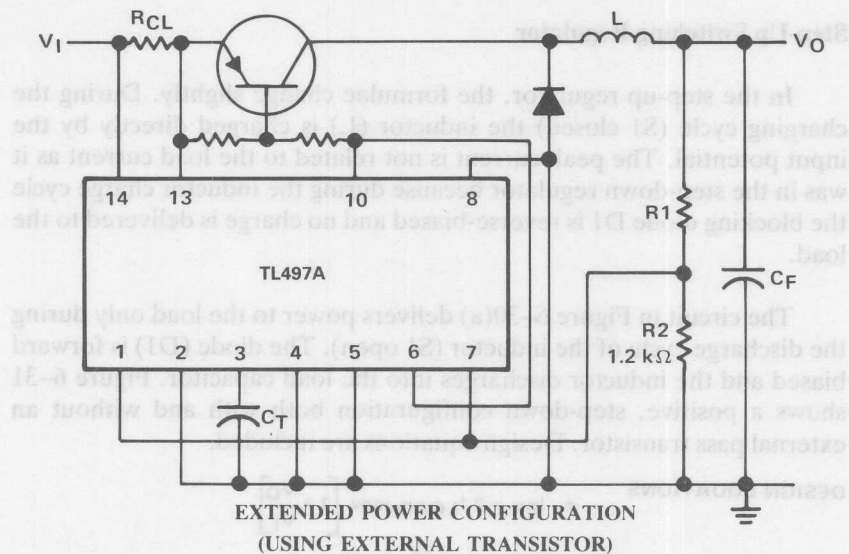 Step-Up Switching Regulator
In the step-up regulator, the formulae change slightly. During the
charging cycle (S1 closed) the inductor (L) is charged directly by the
input potential. The peak current is not related to the load current as it
was in the step-down regulator because during the inductor charge cycle
the blocking diode D1 is reverse-biased and no charge is delivered to the
load.
The circuit in Figure 6–30(a) delivers power to the load only during
the discharge cycle of the inductor (S1 open). The diode (D1) is forward
biased and the inductor discharges into the load capacitor. Figure 6–31
shows a positive, step-down configuration both with and without an
external pass transistor. Design equations are included.
DESIGN EQUATIONS
VI
RCL
L
VO
14
13
10
8
TL497A
1
2
3
4
5
6
7
CT
R1
R2
1.2 kΩ
CF
EXTENDED POWER CONFIGURATION
(USING EXTERNAL TRANSISTOR)